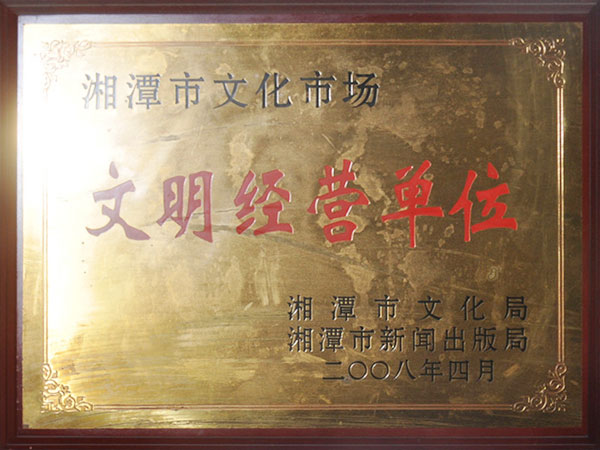 湘潭市文化市场
文明经营单位
湘潭市文化局
湘潭市新闻出版局
二〇〇八年四月